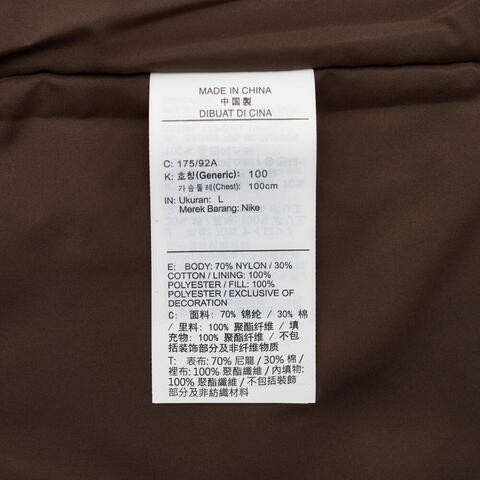 MADE IN CHINA
中国製
DIBUAT DI CINA
C: 175/92A
K: 호칭(Generic): 100
가슴둘레(Chest): 100cm
IN: Ukuran: L
Merek Barang: Nike
E: BODY: 70% NYLON / 30%
COTTON / LINING: 100%
POLYESTER / FILL: 100%
POLYESTER / EXCLUSIVE OF
DECORATION
C: 面料: 70% 锦纶 / 30% 棉
/ 里料: 100% 聚酯纤维 / 填
充物: 100% 聚酯纤维 / 不包
括装饰部分及非纤维物质
T: 表布: 70% 尼龍 / 30% 棉 /
裡布: 100% 聚酯纖維 / 內填物:
100% 聚酯纖維 / 不包括裝飾
部分及非紡織材料